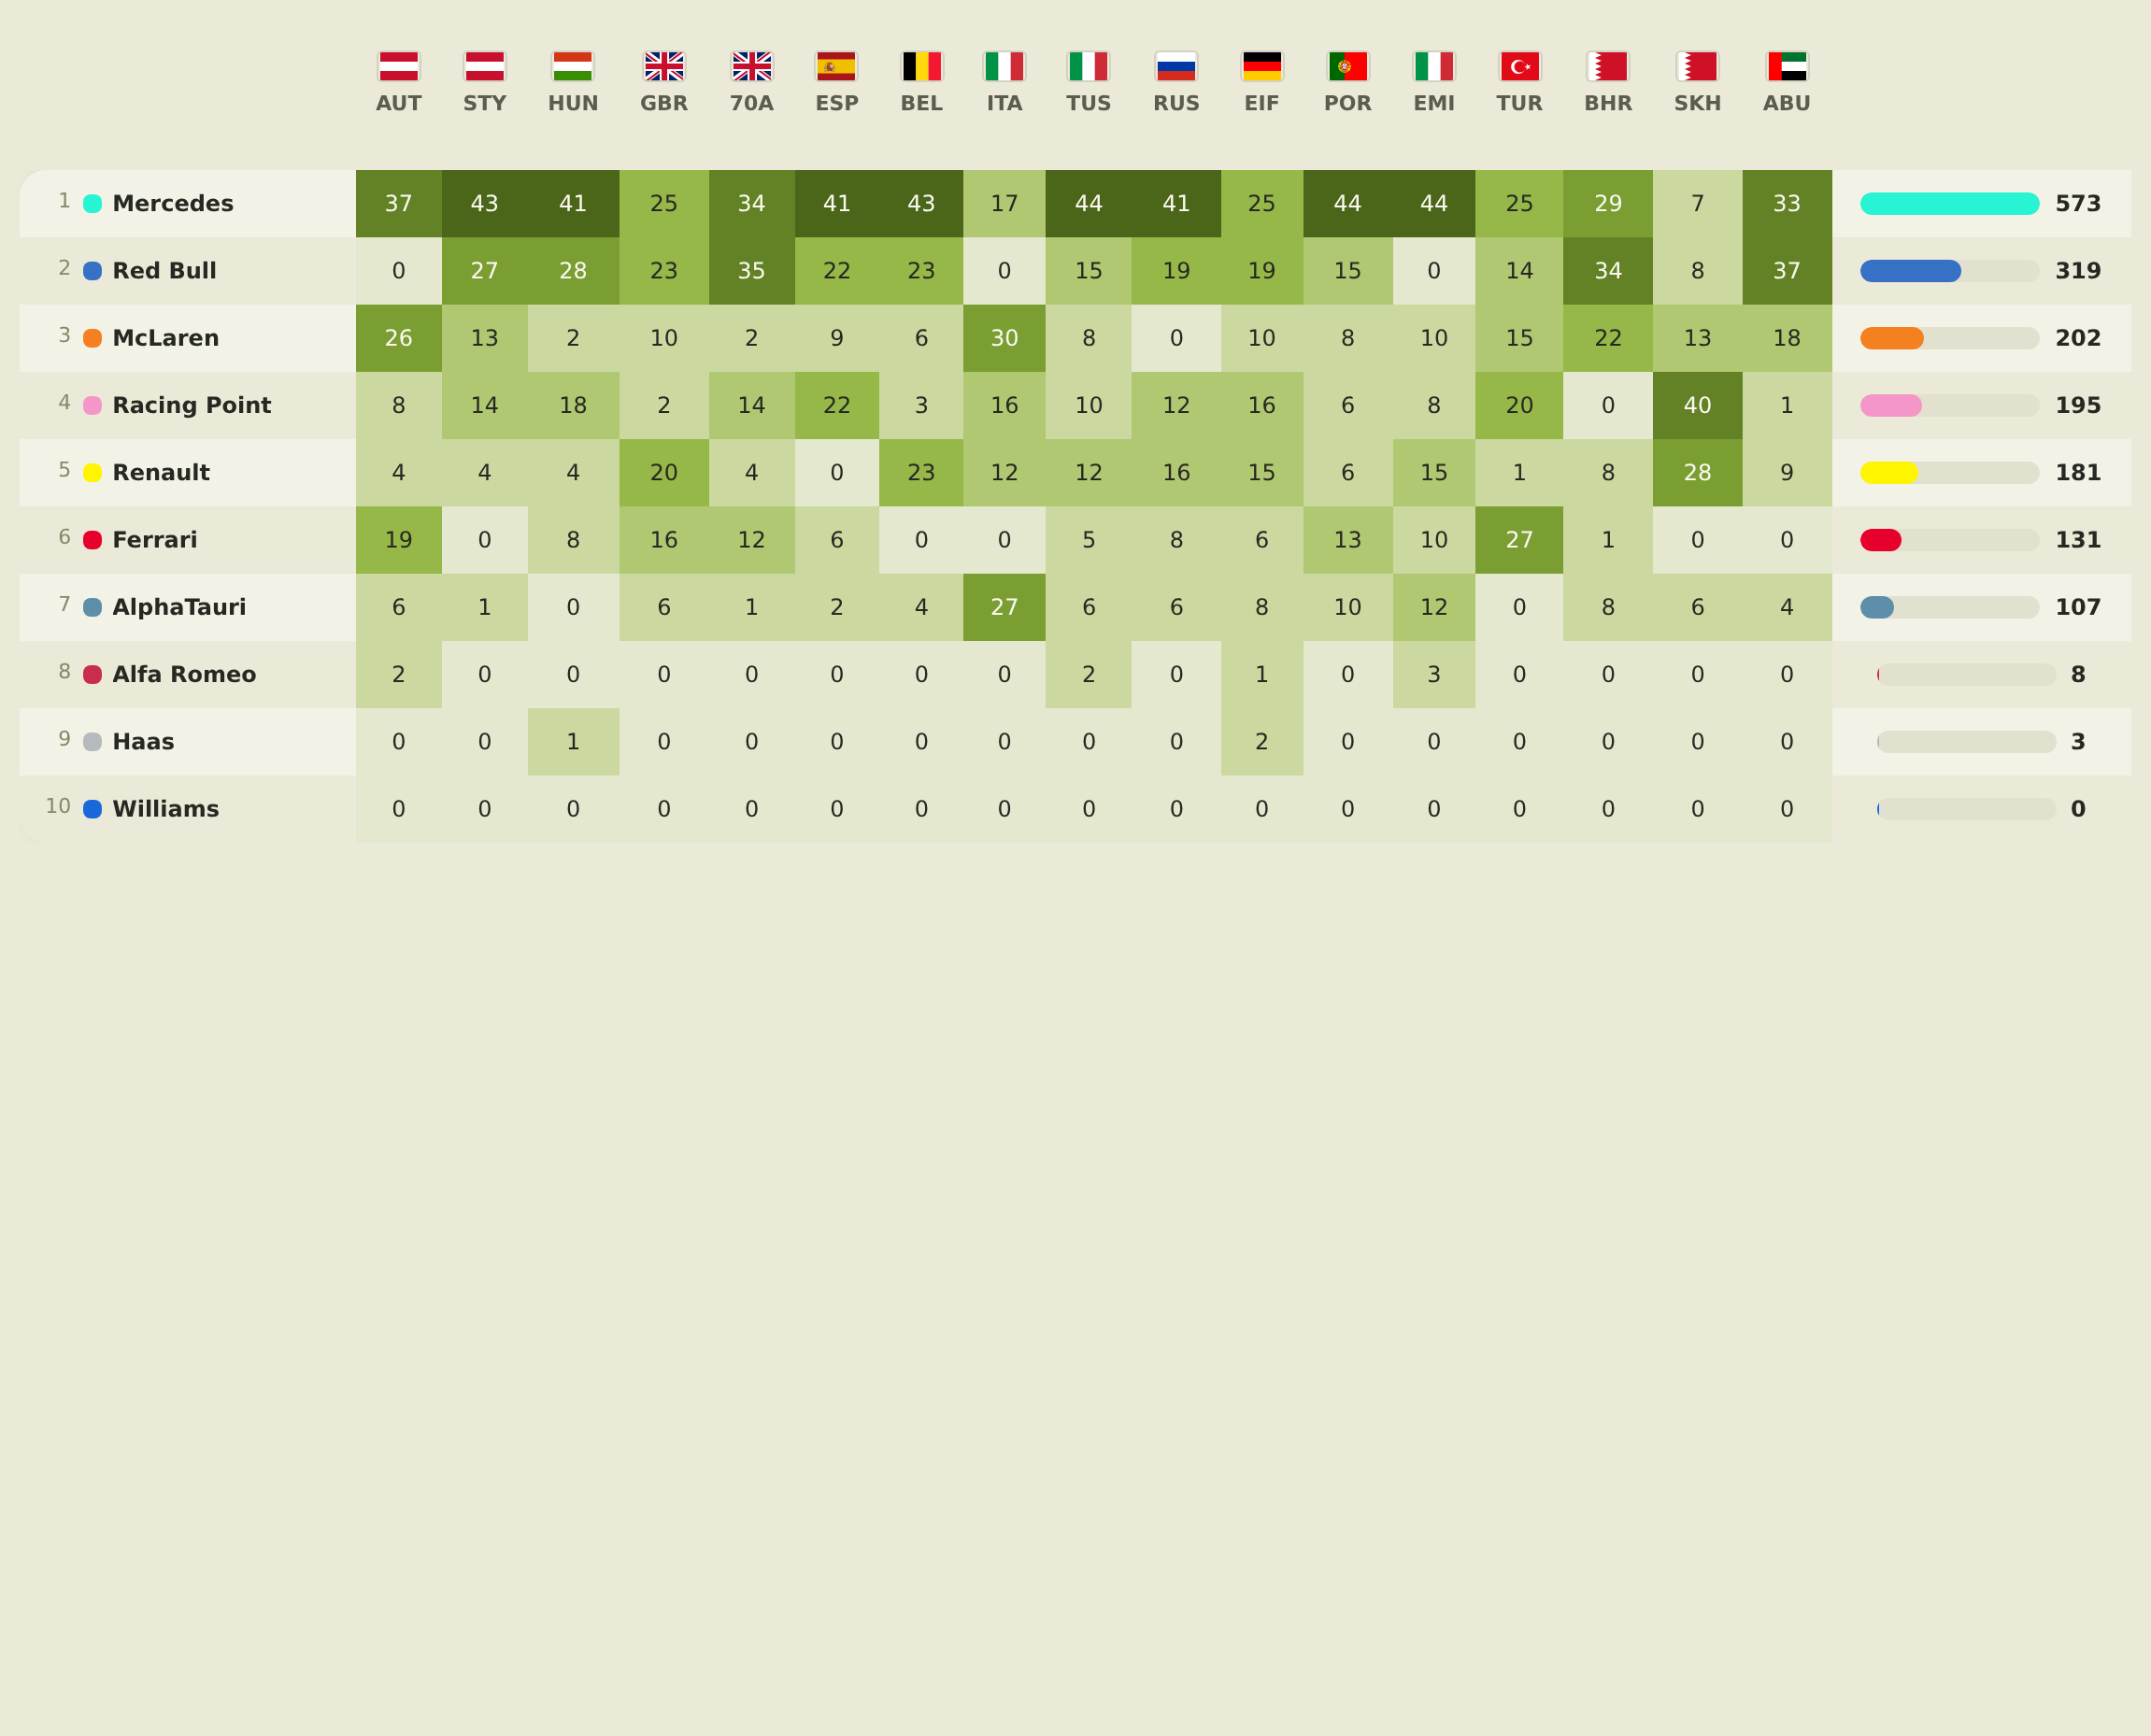 AUT STY HUN GBR 70A ESP BEL ITA TUS RUS EIF POR EMI TUR BHR SKH ABU
1 Mercedes 37 43 41 25 34 41 43 17 44 41 25 44 44 25 29 7 33 573
2 Red Bull 0 27 28 23 35 22 23 0 15 19 19 15 0 14 34 8 37 319
3 McLaren 26 13 2 10 2 9 6 30 8 0 10 8 10 15 22 13 18 202
4 Racing Point 8 14 18 2 14 22 3 16 10 12 16 6 8 20 0 40 1 195
5 Renault 4 4 4 20 4 0 23 12 12 16 15 6 15 1 8 28 9 181
6 Ferrari 19 0 8 16 12 6 0 0 5 8 6 13 10 27 1 0 0 131
7 AlphaTauri 6 1 0 6 1 2 4 27 6 6 8 10 12 0 8 6 4 107
8 Alfa Romeo 2 0 0 0 0 0 0 0 2 0 1 0 3 0 0 0 0 8
9 Haas 0 0 1 0 0 0 0 0 0 0 2 0 0 0 0 0 0 3
10 Williams 0 0 0 0 0 0 0 0 0 0 0 0 0 0 0 0 0 0